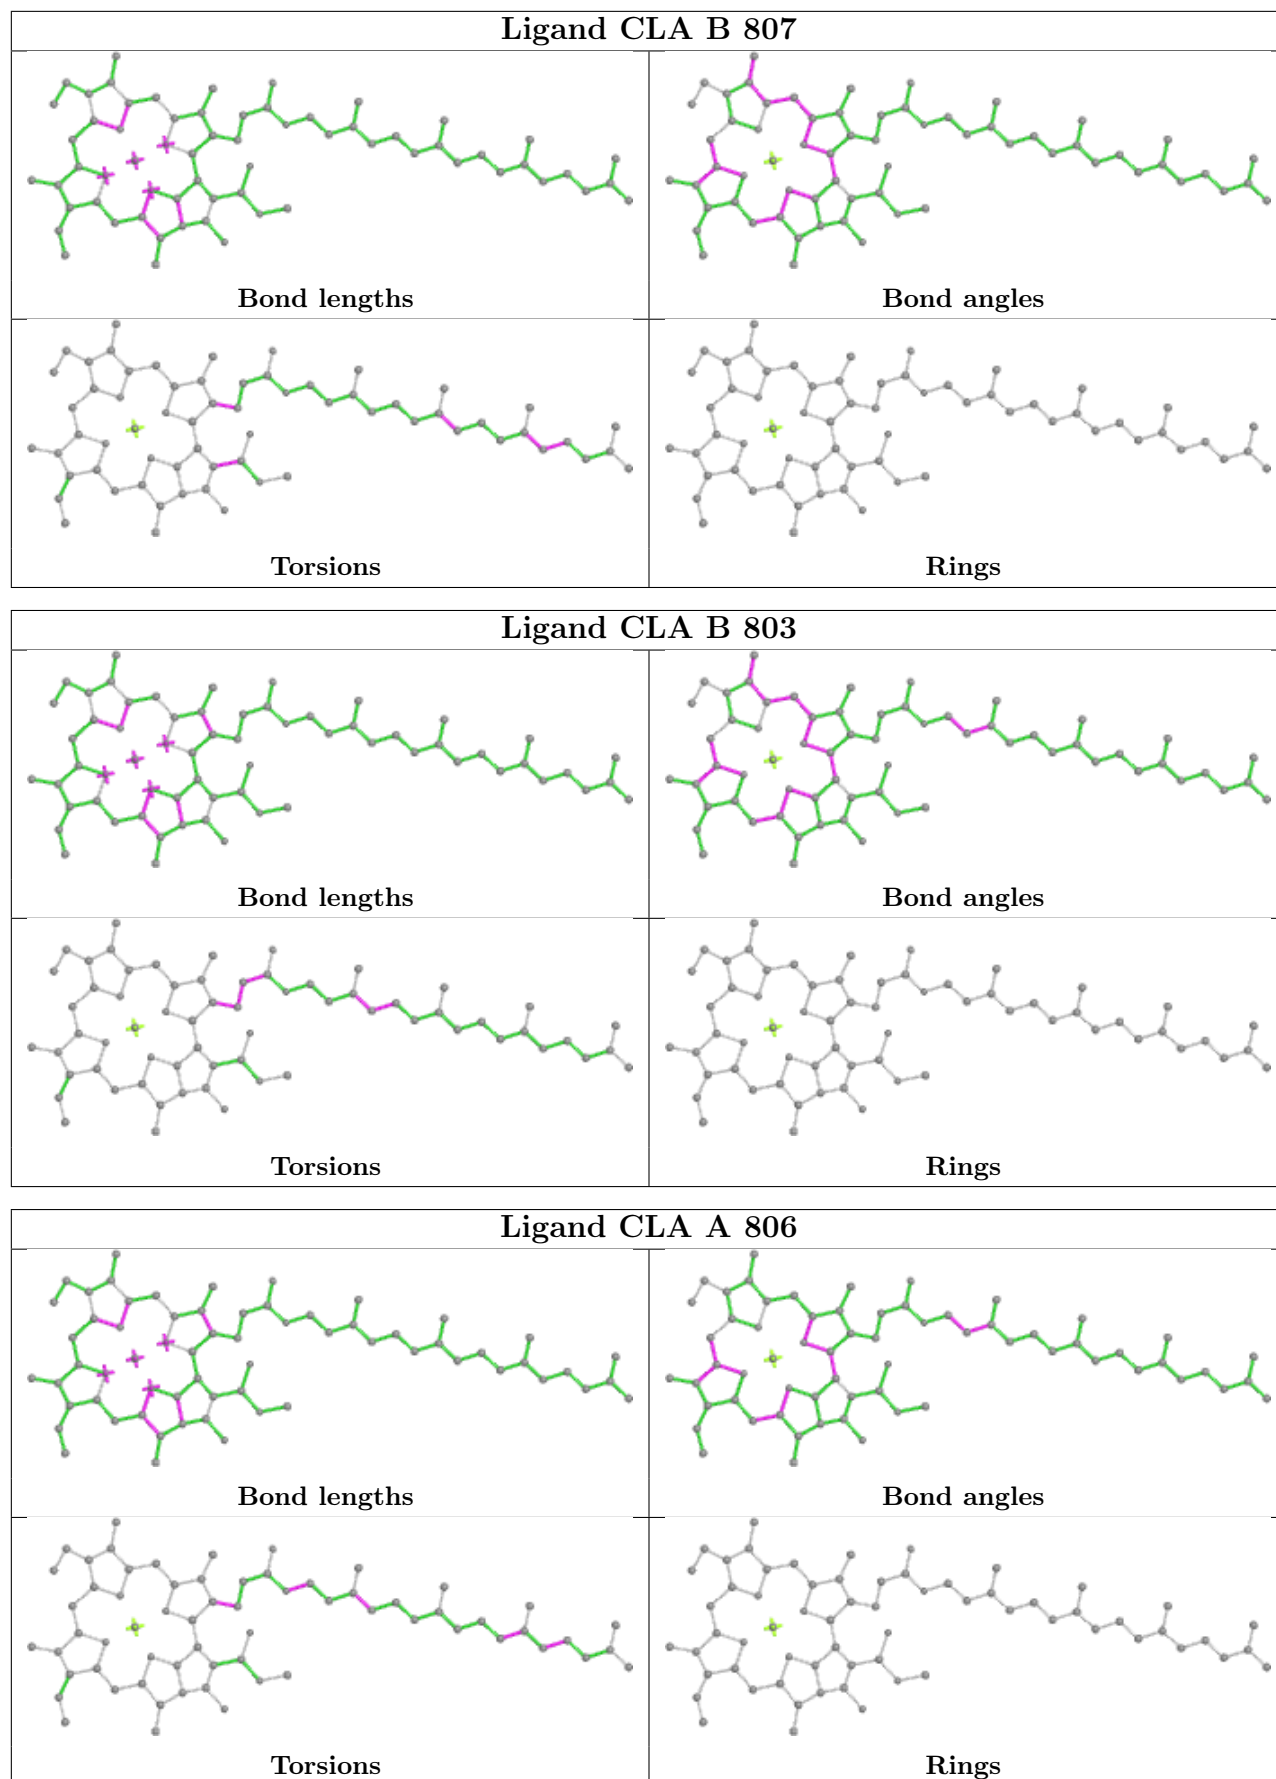 Ligand CLA B 807
Bond lengths
Bond angles
Torsions
Rings
Ligand CLA B 803
Bond lengths
Bond angles
Torsions
Rings
Ligand CLA A 806
Bond lengths
Bond angles
Torsions
Rings